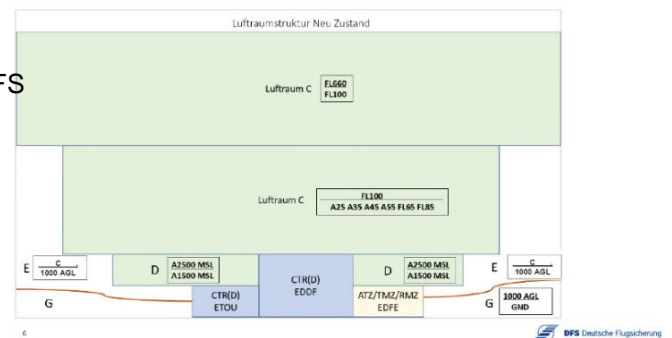 Luftraumstruktur Neu Zustand
FS
Luftraum C
FL660
FL100
Luftraum C
FL100
A25 A35 A45 A55 FL65 FL85
E
C
1000 AGL
D
A2500 MSL
A1500 MSL
CTR(D)
EDDF
D
A2500 MSL
A1500 MSL
E
C
1000 AGL
G
CTR(D)
ETOU
ATZ/TMZ/RMZ
EDFE
G
1000 AGL
GND
6
DFS Deutsche Flugsicherung